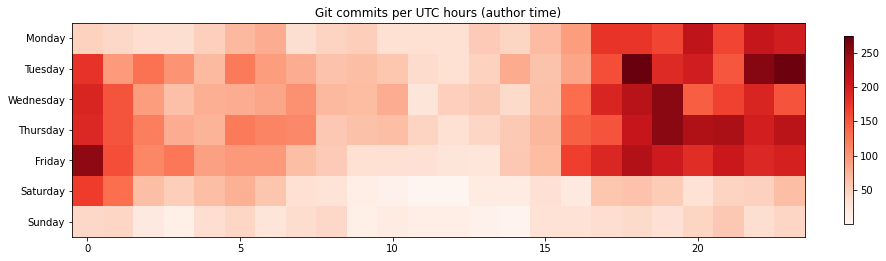 Git commits per UTC hours (author time)
Monday
Tuesday
Wednesday
Thursday
Friday
Saturday
Sunday
0 5 10 15 20
250
200
150
100
50